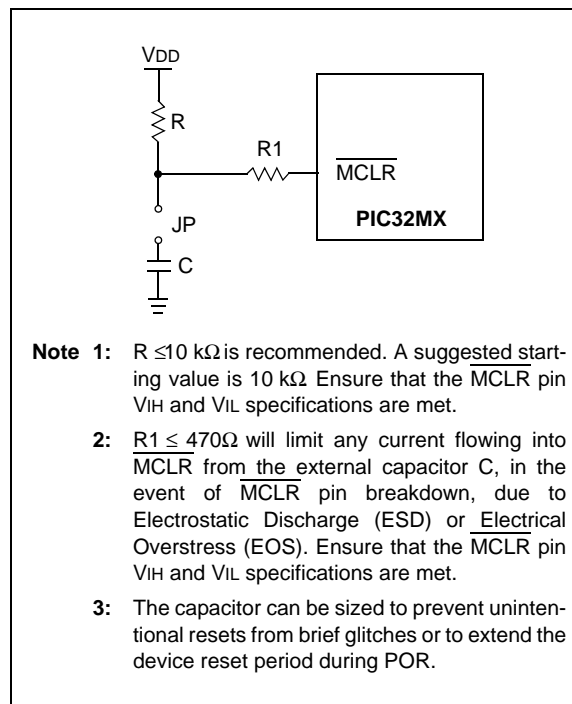 VDD
R
R1
MCLR
JP
PIC32MX
C
Note 1: R ≤10 kΩ is recommended. A suggested start-
ing value is 10 kΩ. Ensure that the MCLR pin
VIH and VIL specifications are met.
2: R1 ≤ 470Ω will limit any current flowing into
MCLR from the external capacitor C, in the
event of MCLR pin breakdown, due to
Electrostatic Discharge (ESD) or Electrical
Overstress (EOS). Ensure that the MCLR pin
VIH and VIL specifications are met.
3: The capacitor can be sized to prevent uninten-
tional resets from brief glitches or to extend the
device reset period during POR.